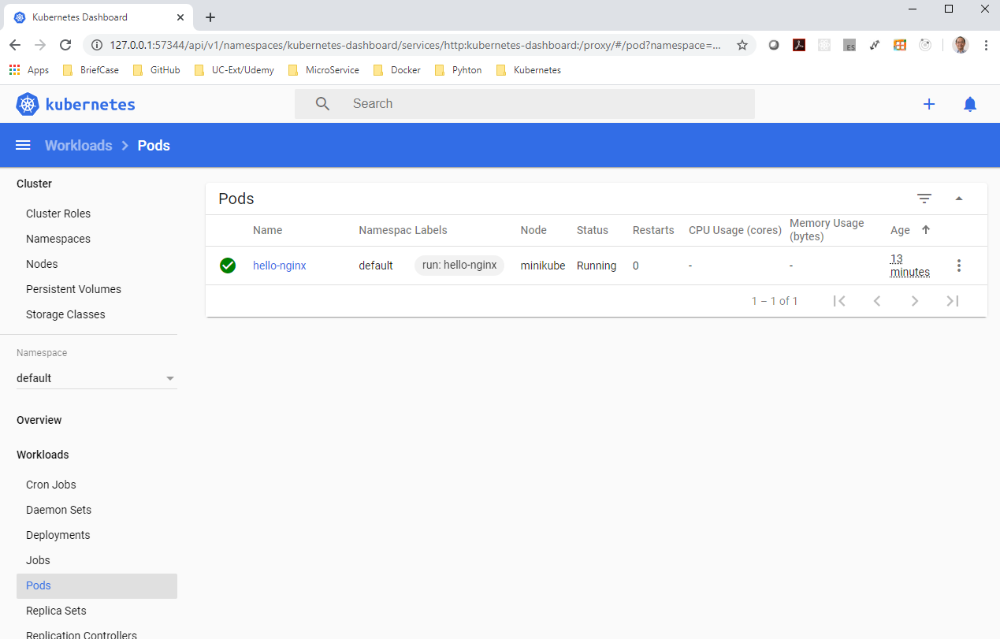 Kubernetes Dashboard
127.0.0.1:57344/api/v1/namespaces/kubernetes-dashboard/services/http:kubernetes-dashboard:/proxy/#/pod?namespace=...
Apps BriefCase GitHub UC-Ext/Udemy MicroService Docker Pyhton Kubernetes
kubernetes Search
Workloads > Pods
Cluster
Cluster Roles
Namespaces
Nodes
Persistent Volumes
Storage Classes
Namespace
default
Overview
Workloads
Cron Jobs
Daemon Sets
Deployments
Jobs
Pods
Replica Sets
Replication Controllers
Pods
Name Namespac Labels Node Status Restarts CPU Usage (cores) Memory Usage (bytes) Age
hello-nginx default run: hello-nginx minikube Running 0 - - 13 minutes
1 – 1 of 1